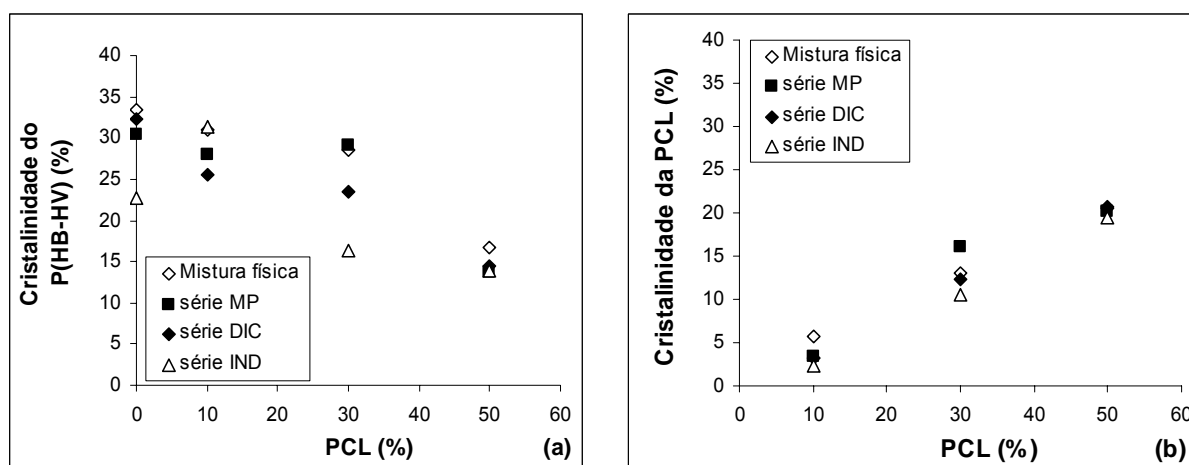 Cristalinidade do
P(HB-HV) (%)
40
35
30
25
20
15
10
5
0
Mistura física
série MP
série DIC
série IND
0 10 20 30 40 50 60
PCL (%)
(a)
Cristalinidade da PCL (%)
40
35
30
25
20
15
10
5
0
Mistura física
série MP
série DIC
série IND
0 10 20 30 40 50 60
PCL (%)
(b)